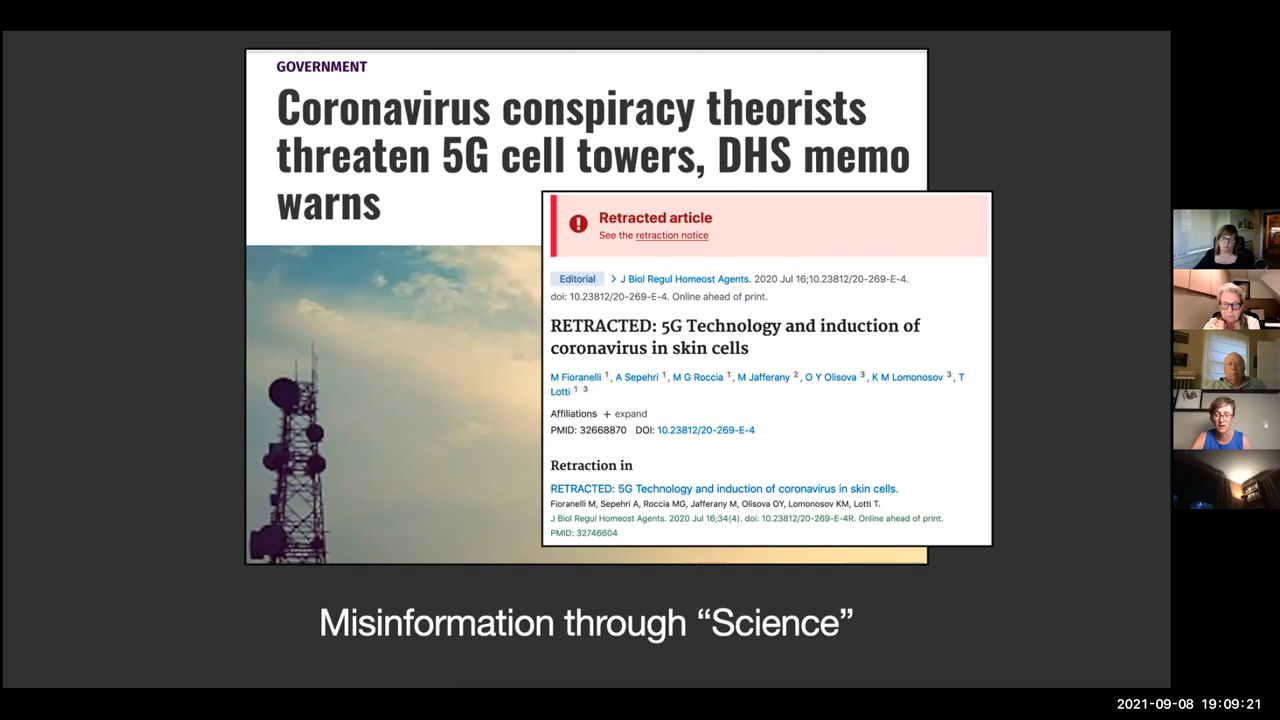 GOVERNMENT
Coronavirus conspiracy theorists
threaten 5G cell towers, DHS memo
warns
Retracted article
See the retraction notice
Editorial > J Biol Regul Homeost Agents. 2020 Jul 16;10.23812/20-269-E-4.
doi: 10.23812/20-269-E-4. Online ahead of print.
RETRACTED: 5G Technology and induction of
coronavirus in skin cells
M Fioranelli 1, A Sepehri 1, M G Roccia 1, M Jafferany 2, O Y Olisova 3, K M Lomonosov 3, T
Lotti 1 3
Affiliations + expand
PMID: 32668870 DOI: 10.23812/20-269-E-4
Retraction in
RETRACTED: 5G Technology and induction of coronavirus in skin cells.
Fioranelli M, Sepehri A, Roccia MG, Jafferany M, Olisova OY, Lomonosov KM, Lotti T.
J Biol Regul Homeost Agents. 2020 Jul 16;34(4). doi: 10.23812/20-269-E-4R. Online ahead of print.
PMID: 32746604
Misinformation through “Science”
2021-09-08 19:09:21